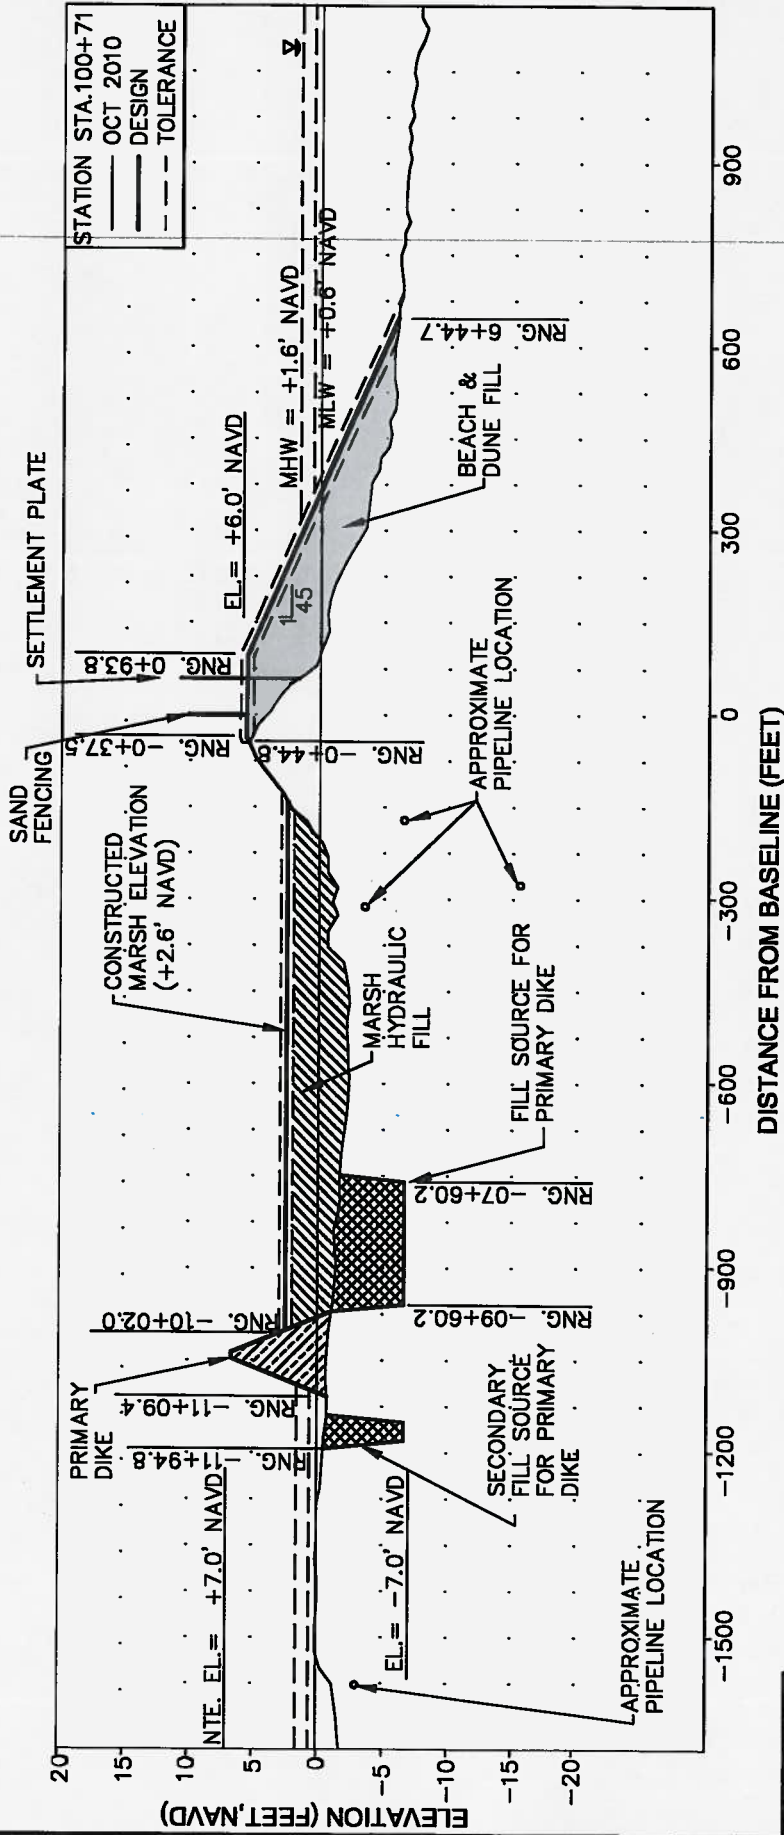 STATION STA.100+71
OCT 2010
DESIGN
TOLERANCE
SAND
FENCING
SETTLEMENT PLATE
PRIMARY
DIKE
CONSTRUCTED
MARSH ELEVATION
(+2.6' NAVD)
NTE. EL.= +7.0' NAVD
EL.= +6.0' NAVD
MHW = +1.6' NAVD
MLW = +0.6' NAVD
RNG. -11+94.8
RNG. -11+09.4
RNG. -10+02.0
RNG. -0+37.5
RNG. 0+93.8
RNG. -0+44.8
1
45
MARSH
HYDRAULIC
FILL
BEACH &
DUNE FILL
RNG. 6+44.7
EL.= -7.0' NAVD
SECONDARY
FILL SOURCE
FOR PRIMARY
DIKE
RNG. -09+60.2
RNG. -07+60.2
FILL SOURCE FOR
PRIMARY DIKE
APPROXIMATE
PIPELINE LOCATION
APPROXIMATE
PIPELINE LOCATION
ELEVATION (FEET,NAVD)
20
15
10
5
0
-5
-10
-15
-20
-1500
-1200
-900
-600
-300
0
300
600
900
DISTANCE FROM BASELINE (FEET)